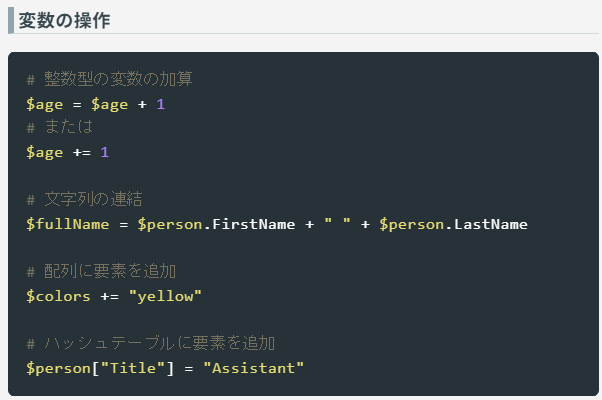 変数の操作
# 整数型の変数の加算
$age = $age + 1
# または
$age += 1
# 文字列の連結
$fullName = $person.FirstName + " " + $person.LastName
# 配列に要素を追加
$colors += "yellow"
# ハッシュテーブルに要素を追加
$person["Title"] = "Assistant"